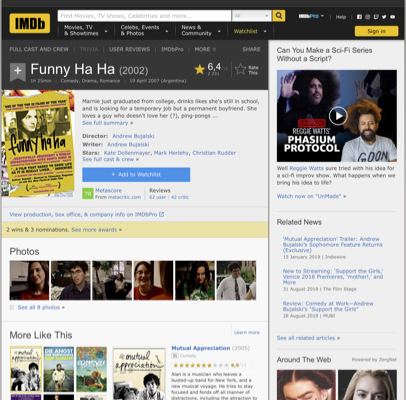 IMDb
Find Movies, TV shows, Celebrities and more...
All
IMDbPro
Help
Movies, TV & Showtimes
Celebs, Events & Photos
News & Community
Watchlist
Sign in
FULL CAST AND CREW | TRIVIA | USER REVIEWS | IMDbPro | MORE
SHARE
Funny Ha Ha (2002)
1h 25min | Comedy, Drama, Romance | 19 April 2007 (Argentina)
6,4
Rate This
funny ha ha
Marnie just graduated from college, drinks likes she's still in school,
and is looking for a temporary job but a permanent boyfriend. She
loves a guy who doesn't love her (?), ping-pongs ...
See full summary »
Director: Andrew Bujalski
Writer: Andrew Bujalski
Stars: Kate Dollenmayer, Mark Herlehy, Christian Rudder |
See full cast & crew »
+ Add to Watchlist
Metascore
From metacritic.com
Reviews
62 user | 42 critic
View production, box office, & company info on IMDbPro
2 wins & 3 nominations. See more awards »
Photos
See all 8 photos »
Learn more
More Like This
mutual appreciation
DIE ANGST
Mutual Appreciation (2005)
Comedy
Alan is a musician who leaves a
busted-up band for New York, and a
new musical voyage. He tries to stay
focused and fends off all manner of
distractions, including the attraction to
Can You Make a Sci-Fi Series
Without a Script?
REGGIE WATTS'
PHASIUM
PROTOCOL
Well Reggie Watts sure tried with his idea for
a sci-fi improv show. What happens when we
bring his idea to life?
Watch now on "UnMade" »
Related News
'Mutual Appreciation' Trailer: Andrew
Bujalski's Sophomore Feature Returns
(Exclusive)
15 January 2019 | Indiewire
New to Streaming: 'Support the Girls,'
Venice 2018 Premieres, 'mother!,' and
More
31 August 2018 | The Film Stage
Review: Comedy at Work—Andrew
Bujalski's "Support the Girls"
28 August 2018 | MUBI
See all related articles »
Around The Web
Powered by ZergNet